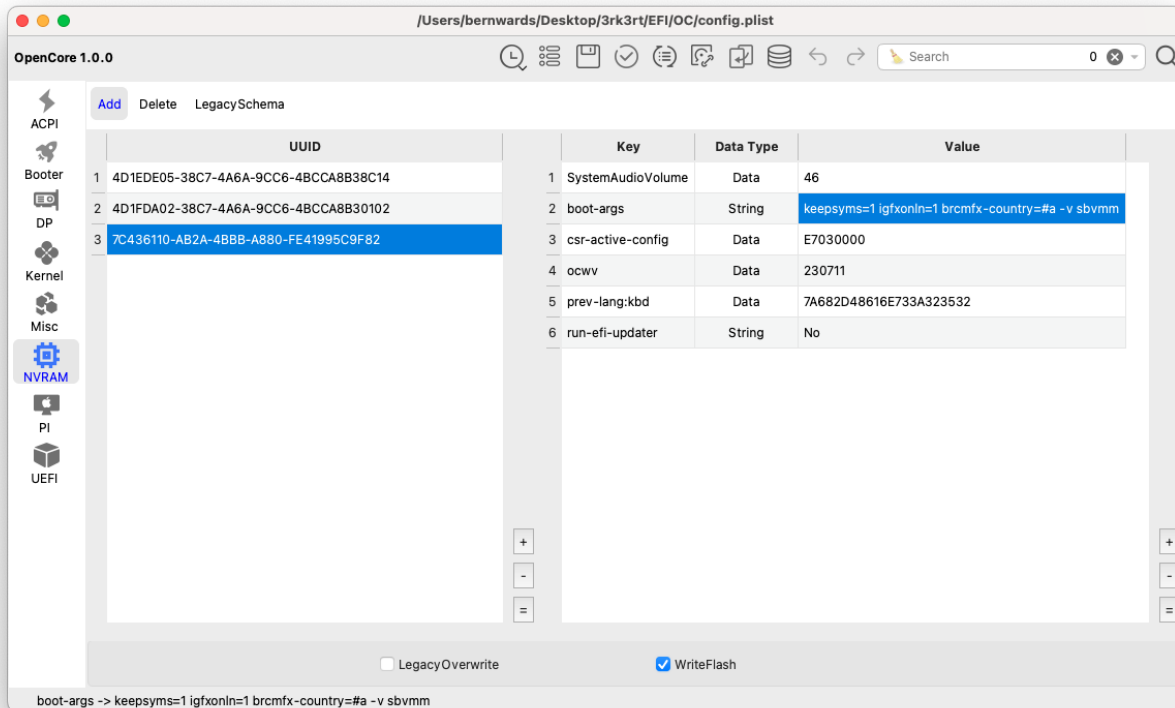 /Users/bernwards/Desktop/3rk3rt/EFI/OC/config.plist
OpenCore 1.0.0
Search 0
ACPI
Booter
DP
Kernel
Misc
NVRAM
PI
UEFI
Add Delete LegacySchema
UUID
1 4D1EDE05-38C7-4A6A-9CC6-4BCCA8B38C14
2 4D1FDA02-38C7-4A6A-9CC6-4BCCA8B30102
3 7C436110-AB2A-4BBB-A880-FE41995C9F82
+
-
=
Key Data Type Value
1 SystemAudioVolume Data 46
2 boot-args String keepsyms=1 igfxonln=1 brcmfx-country=#a -v sbvmm
3 csr-active-config Data E7030000
4 ocwv Data 230711
5 prev-lang:kbd Data 7A682D48616E733A323532
6 run-efi-updater String No
+
-
=
LegacyOverwrite WriteFlash
boot-args -> keepsyms=1 igfxonln=1 brcmfx-country=#a -v sbvmm